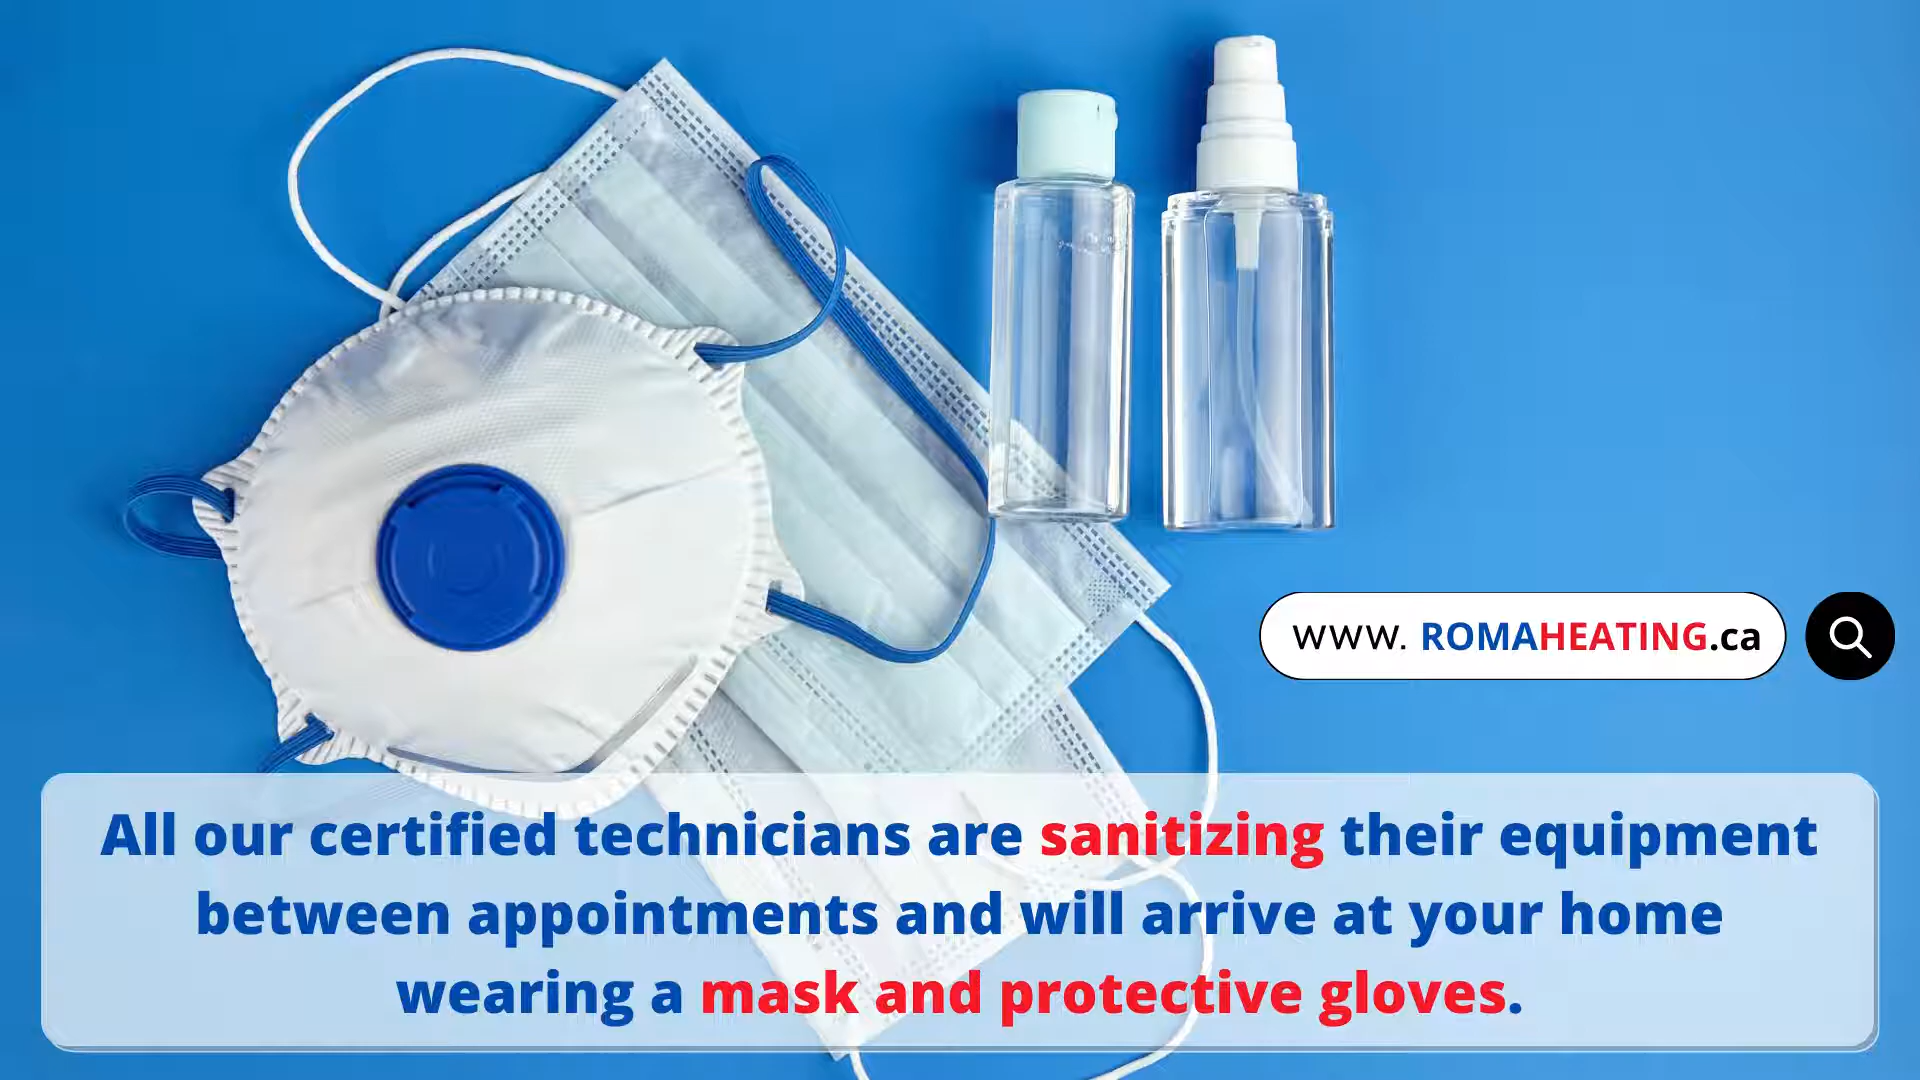 www. ROMAHEATING.ca
All our certified technicians are sanitizing their equipment
between appointments and will arrive at your home
wearing a mask and protective gloves.